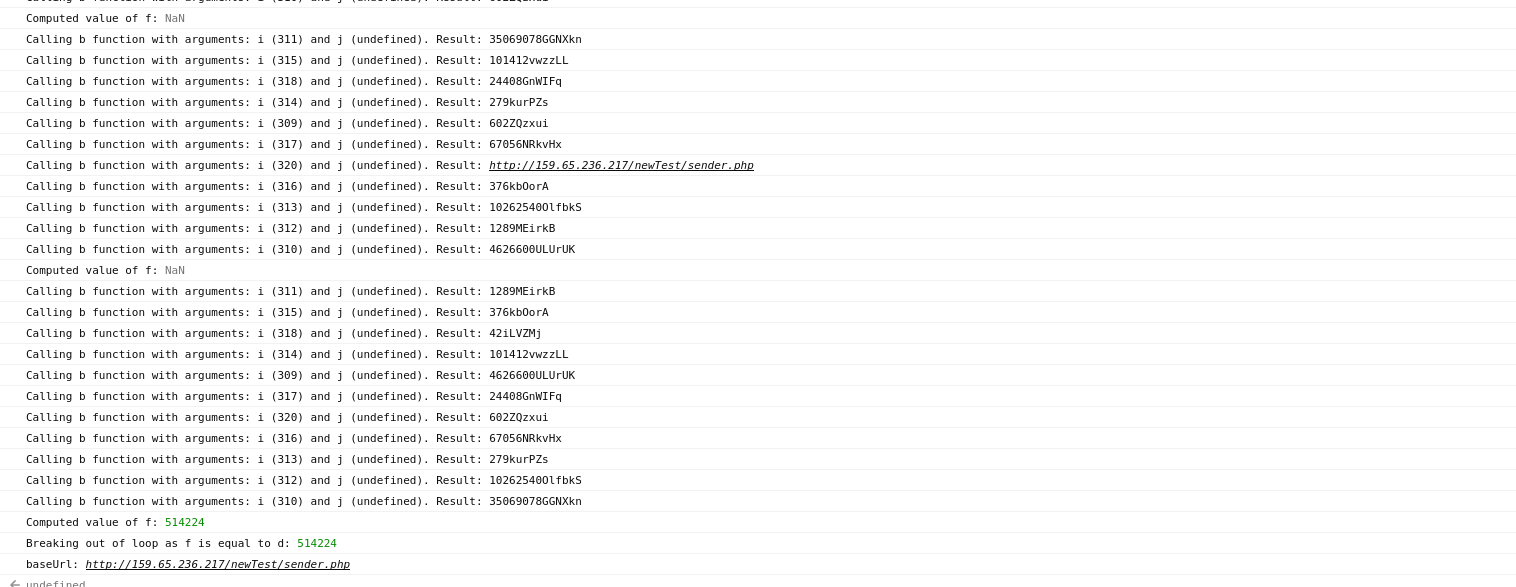 Computed value of f: NaN
Calling b function with arguments: i (311) and j (undefined). Result: 35069078GGNXkn
Calling b function with arguments: i (315) and j (undefined). Result: 101412vwzzLL
Calling b function with arguments: i (318) and j (undefined). Result: 24408GnWIFq
Calling b function with arguments: i (314) and j (undefined). Result: 279kurPZs
Calling b function with arguments: i (309) and j (undefined). Result: 602ZQzxui
Calling b function with arguments: i (317) and j (undefined). Result: 67056NRkvHx
Calling b function with arguments: i (320) and j (undefined). Result: http://159.65.236.217/newTest/sender.php
Calling b function with arguments: i (316) and j (undefined). Result: 376kbOorA
Calling b function with arguments: i (313) and j (undefined). Result: 10262540OlfbkS
Calling b function with arguments: i (312) and j (undefined). Result: 1289MEirkB
Calling b function with arguments: i (310) and j (undefined). Result: 4626600ULUrUK
Computed value of f: NaN
Calling b function with arguments: i (311) and j (undefined). Result: 1289MEirkB
Calling b function with arguments: i (315) and j (undefined). Result: 376kbOorA
Calling b function with arguments: i (318) and j (undefined). Result: 42iLVZMj
Calling b function with arguments: i (314) and j (undefined). Result: 101412vwzzLL
Calling b function with arguments: i (309) and j (undefined). Result: 4626600ULUrUK
Calling b function with arguments: i (317) and j (undefined). Result: 24408GnWIFq
Calling b function with arguments: i (320) and j (undefined). Result: 602ZQzxui
Calling b function with arguments: i (316) and j (undefined). Result: 67056NRkvHx
Calling b function with arguments: i (313) and j (undefined). Result: 279kurPZs
Calling b function with arguments: i (312) and j (undefined). Result: 10262540OlfbkS
Calling b function with arguments: i (310) and j (undefined). Result: 35069078GGNXkn
Computed value of f: 514224
Breaking out of loop as f is equal to d: 514224
baseUrl: http://159.65.236.217/newTest/sender.php
undefined